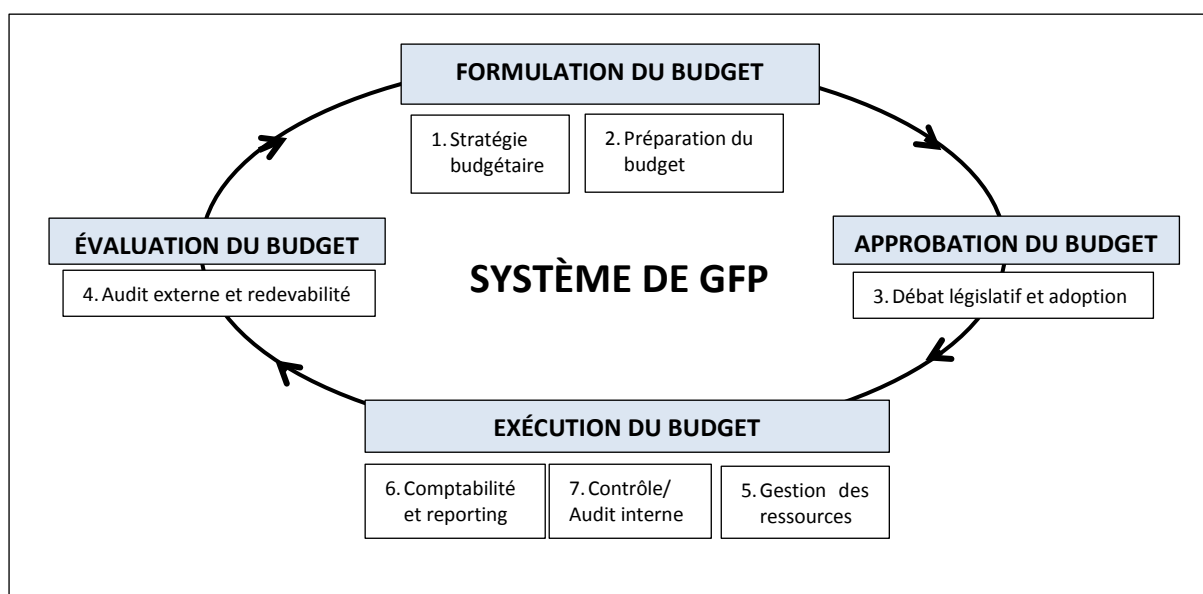 FORMULATION DU BUDGET
1. Stratégie
budgétaire
2. Préparation du
budget
ÉVALUATION DU BUDGET
4. Audit externe et redevabilité
SYSTÈME DE GFP
APPROBATION DU BUDGET
3. Débat législatif et adoption
EXÉCUTION DU BUDGET
6. Comptabilité
et reporting
7. Contrôle/
Audit interne
5. Gestion des
ressources